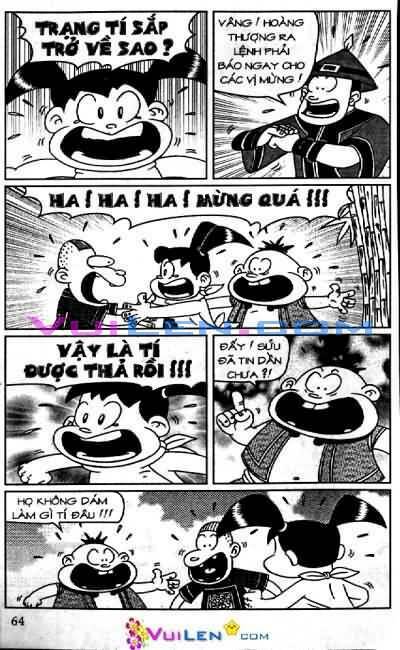 TRẠNG TÍ SẮP
TRỞ VỀ SAO?
VÂNG! HOÀNG
THƯỢNG RA
LỆNH PHẢI
BÁO NGAY CHO
CÁC VỊ MỪNG!
HA! HA! HA! MỪNG QUÁ!!!
VUILEN.COM
VẬY LÀ TÍ
ĐƯỢC THẢ RỒI!!!
ĐẤY! SỬU
ĐÃ TIN DẦN
CHƯA?!
HỌ KHÔNG DÁM
LÀM GÌ TÍ ĐÂU!!!
64
VUILEN.COM